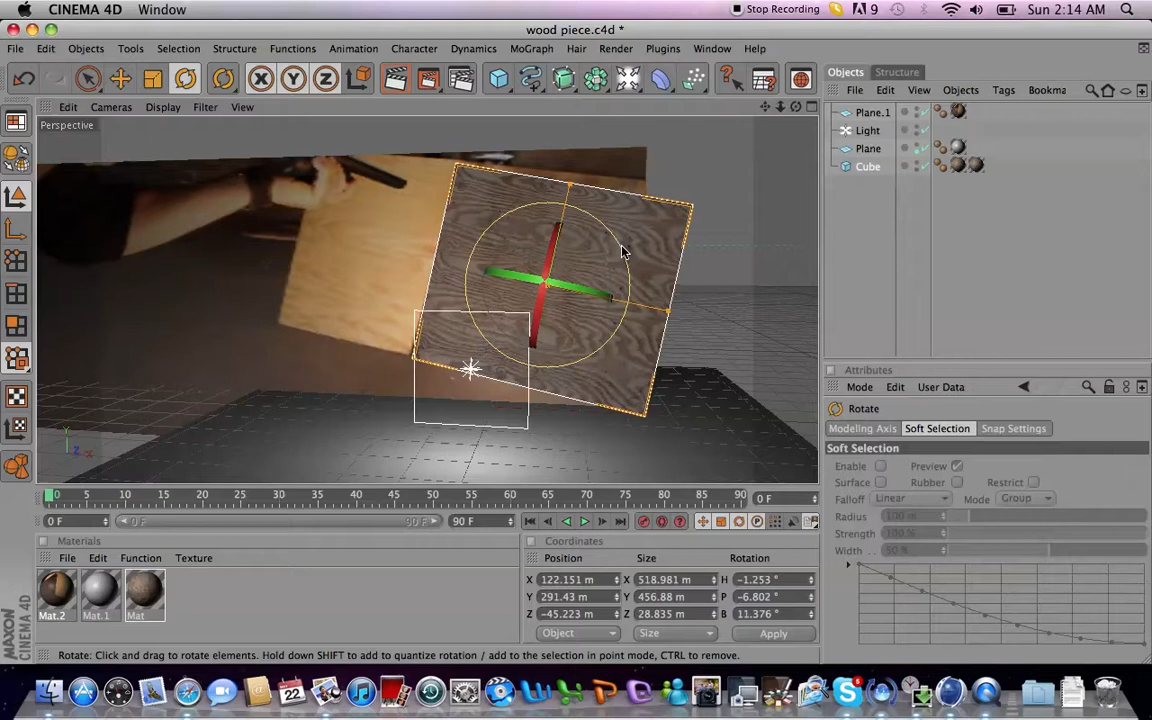 CINEMA 4D Window Stop Recording 9 Sun 2:14 AM
wood piece.c4d *
File Edit Objects Tools Selection Structure Functions Animation Character Dynamics MoGraph Hair Render Plugins Window Help
Objects Structure
File Edit View Objects Tags Bookma
Edit Cameras Display Filter View
Perspective
Plane.1
Light
Plane
Cube
Y
Z X
Attributes
Mode Edit User Data
Rotate
Modeling Axis Soft Selection Snap Settings
Soft Selection
Enable Preview
Surface Rubber Restrict
Falloff Linear Mode Group
Radius 100 m
Strength 100 %
Width 50 %
0 5 10 15 20 25 30 35 40 45 50 55 60 65 70 75 80 85 90 0 F
0 F 0 F 90 F 90 F
Materials
File Edit Function Texture
Mat.2 Mat.1 Mat
Coordinates
Position Size Rotation
X 122.151 m X 518.981 m H -1.253 °
Y 291.43 m Y 456.88 m P -6.802 °
Z -45.223 m Z 28.835 m B 11.376 °
Object Size Apply
MAXON CINEMA 4D
Rotate: Click and drag to rotate elements. Hold down SHIFT to add to quantize rotation / add to the selection in point mode, CTRL to remove.